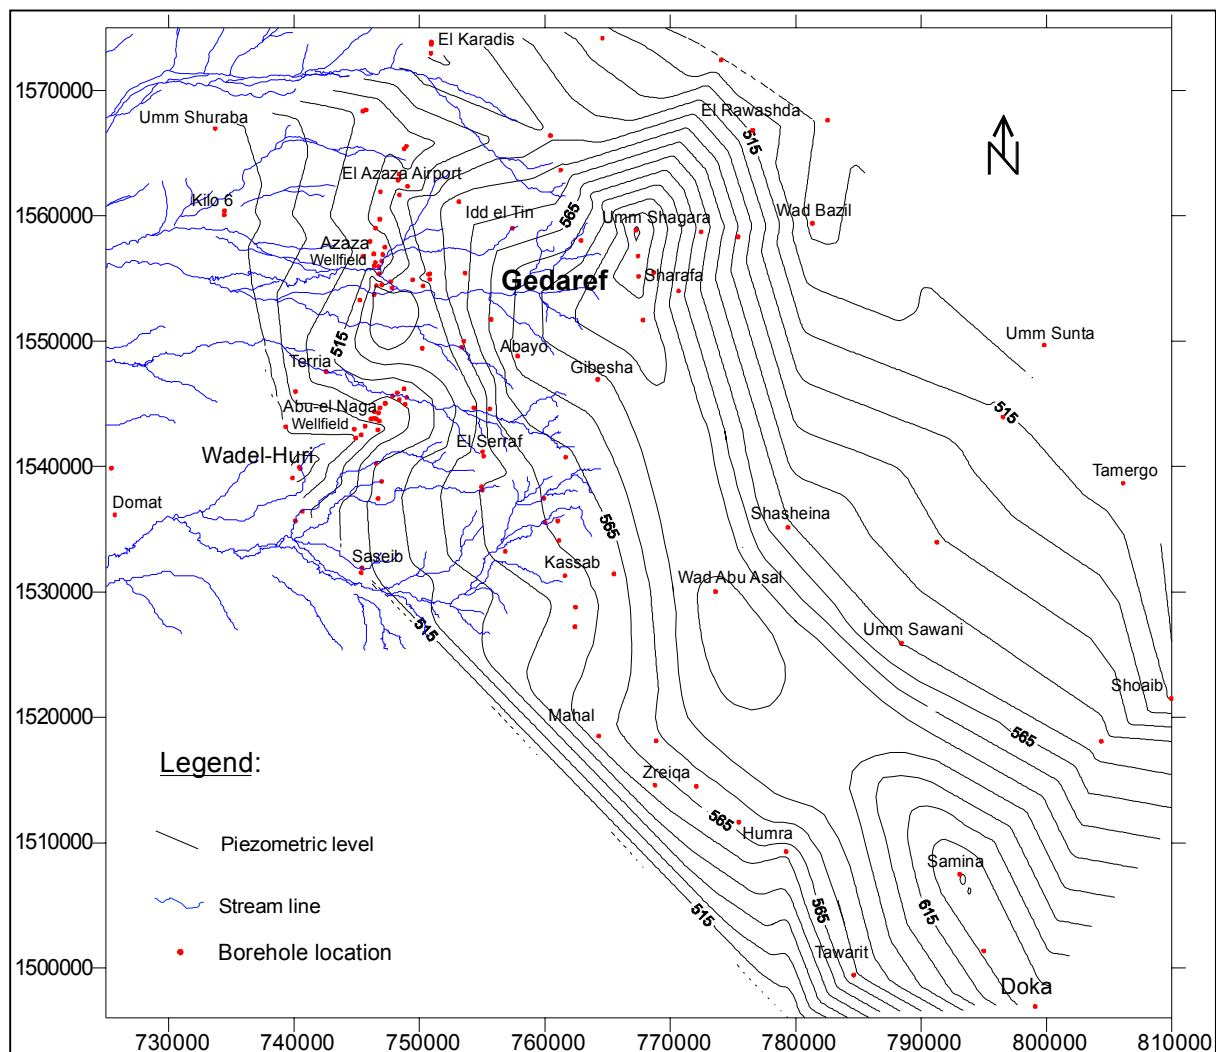 El Karadis
1570000
El Rawashda
Umm Shuraba
515
El Azaza Airport
Kilo 6
1560000
Idd el Tin
565
Umm Shagara
Wad Bazil
Azaza
Wellfield
Gedaref
Sharafa
1550000
515
Umm Sunta
Abayo
Terria
Gibesha
Abu-el Naga
Wellfield
515
El Serraf
Wadel-Huri
1540000
Tamergo
Domat
565
Shasheina
Saseib
Kassab
Wad Abu Asal
1530000
515
Umm Sawani
Shoaib
1520000
Mahal
565
Legend:
Zreiqa
565
Humra
1510000
Piezometric level
Samina
Stream line
565
615
515
Borehole location
Tawarit
1500000
Doka
N
730000 740000 750000 760000 770000 780000 790000 800000 810000